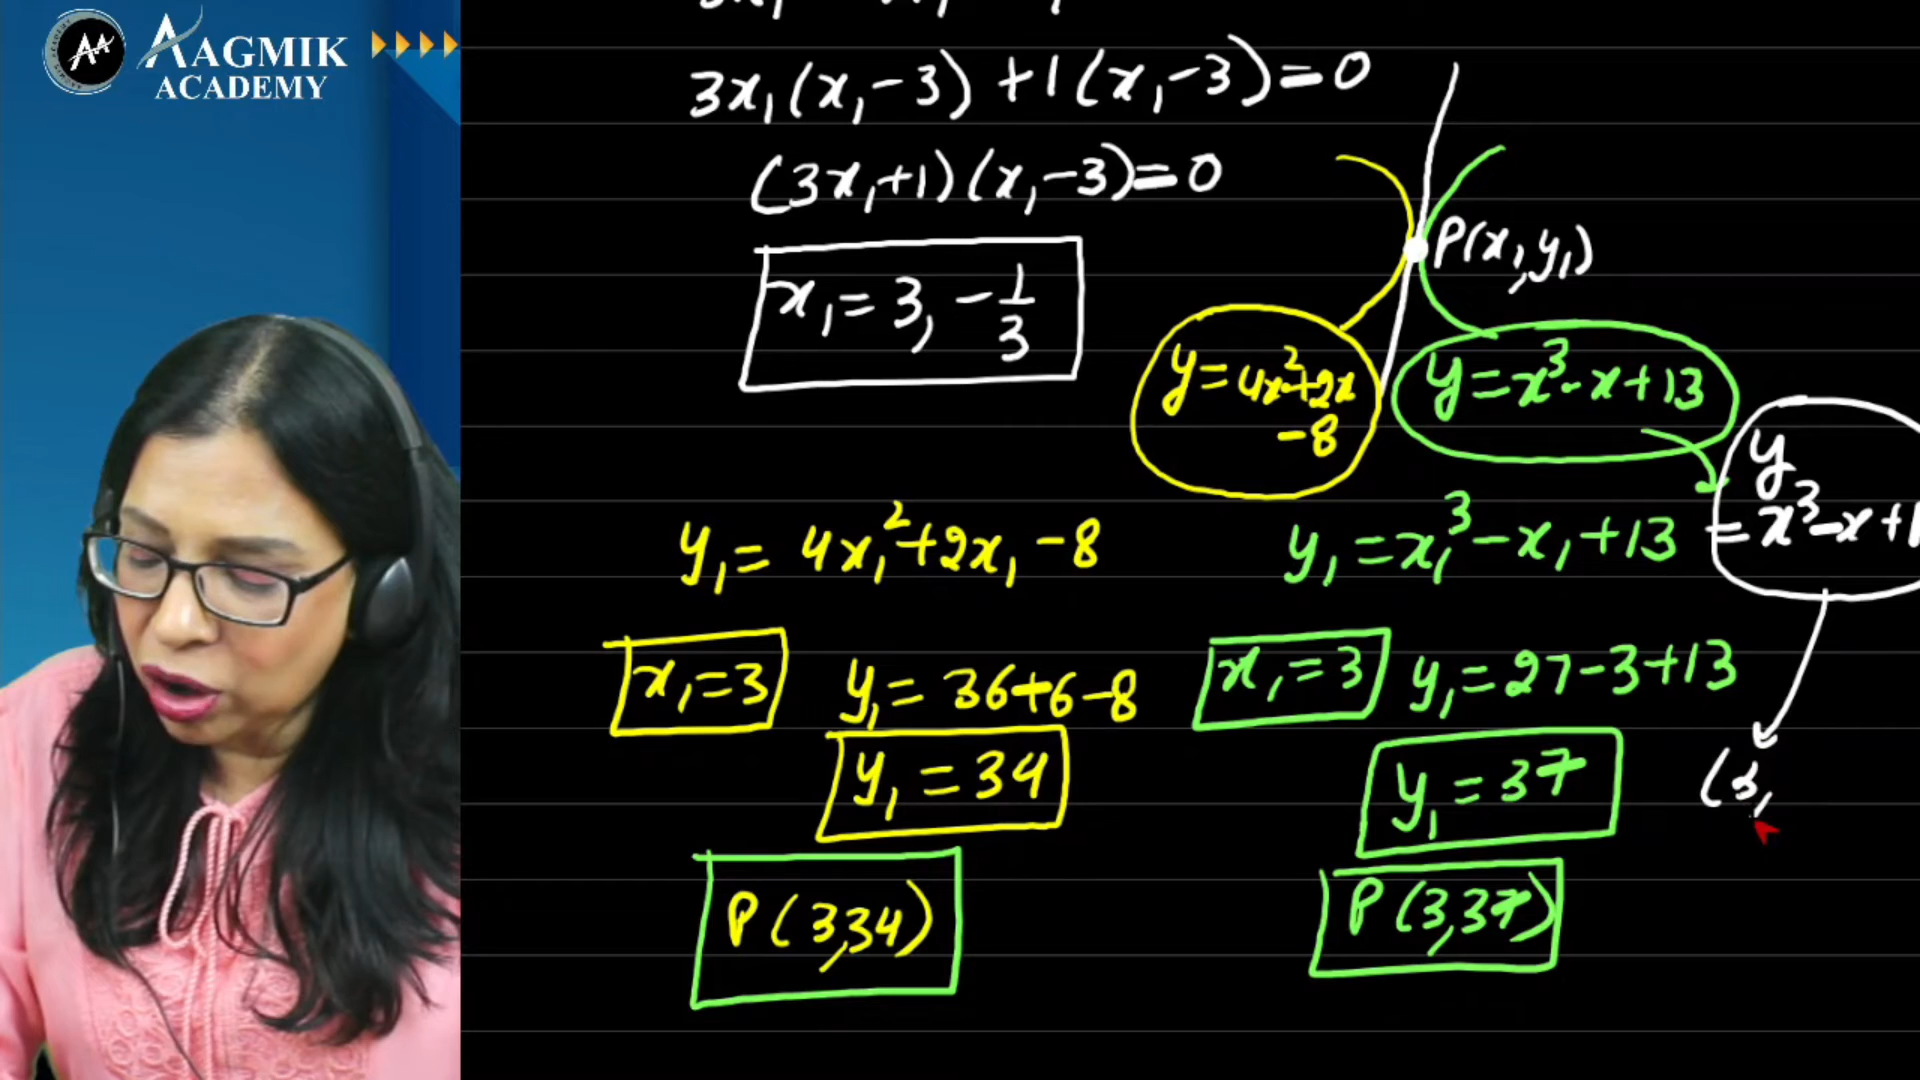 AAGMIK
ACADEMY
3x₁(x₁-3)+1(x₁-3)=0
(3x₁+1)(x₁-3)=0
x₁=3, -1/3
P(x₁,y₁)
y=4x²+2x
-8
y=x³-x+13
y
=x³-x+1
y₁=4x₁²+2x₁-8
y₁=x₁³-x₁+13
x₁=3
y₁=36+6-8
y₁=34
P(3,34)
x₁=3
y₁=27-3+13
y₁=37
P(3,37)
(3,